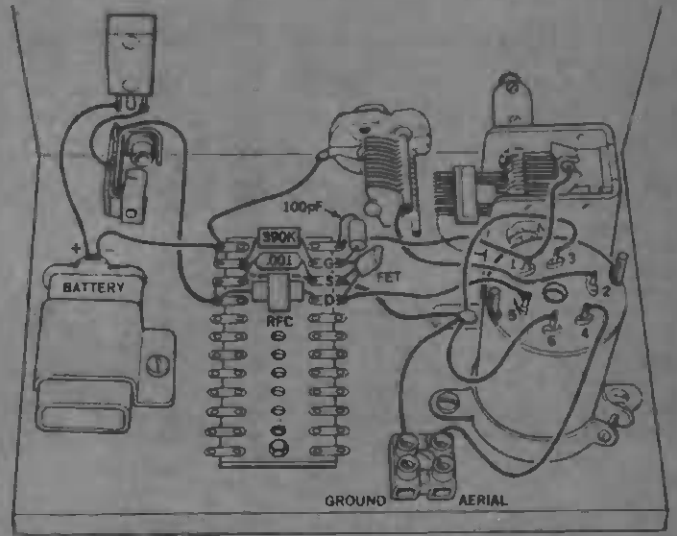 100pF
390K
G
.001
S
FET
D
RFC
+
BATTERY
1
3
2
5
4
6
GROUND
AERIAL